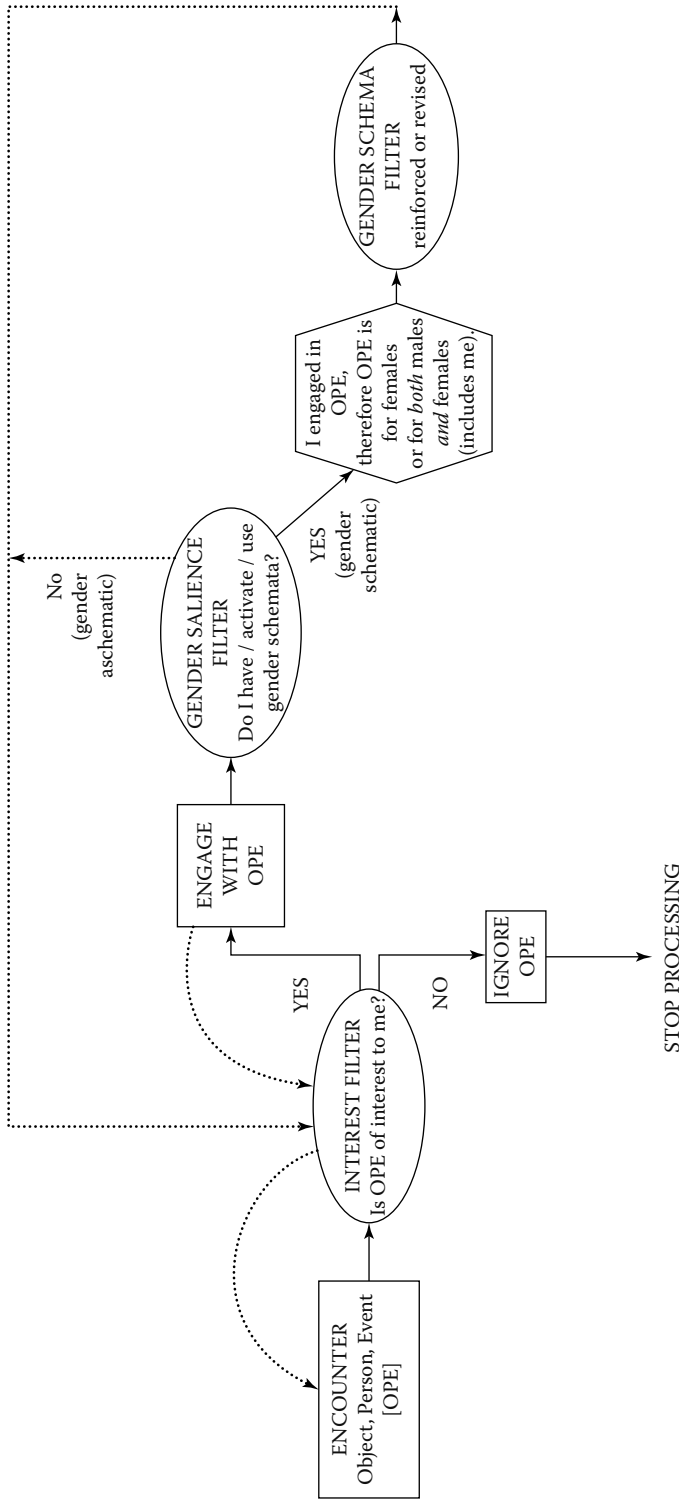 ENCOUNTER
Object, Person, Event
[OPE]
INTEREST FILTER
Is OPE of interest to me?
YES
NO
ENGAGE
WITH
OPE
IGNORE
OPE
STOP PROCESSING
GENDER SALIENCE
FILTER
Do I have / activate / use
gender schemata?
No
(gender
aschematic)
YES
(gender
schematic)
I engaged in
OPE,
therefore OPE is
for females
or for both males
and females
(includes me).
GENDER SCHEMA
FILTER
reinforced or revised